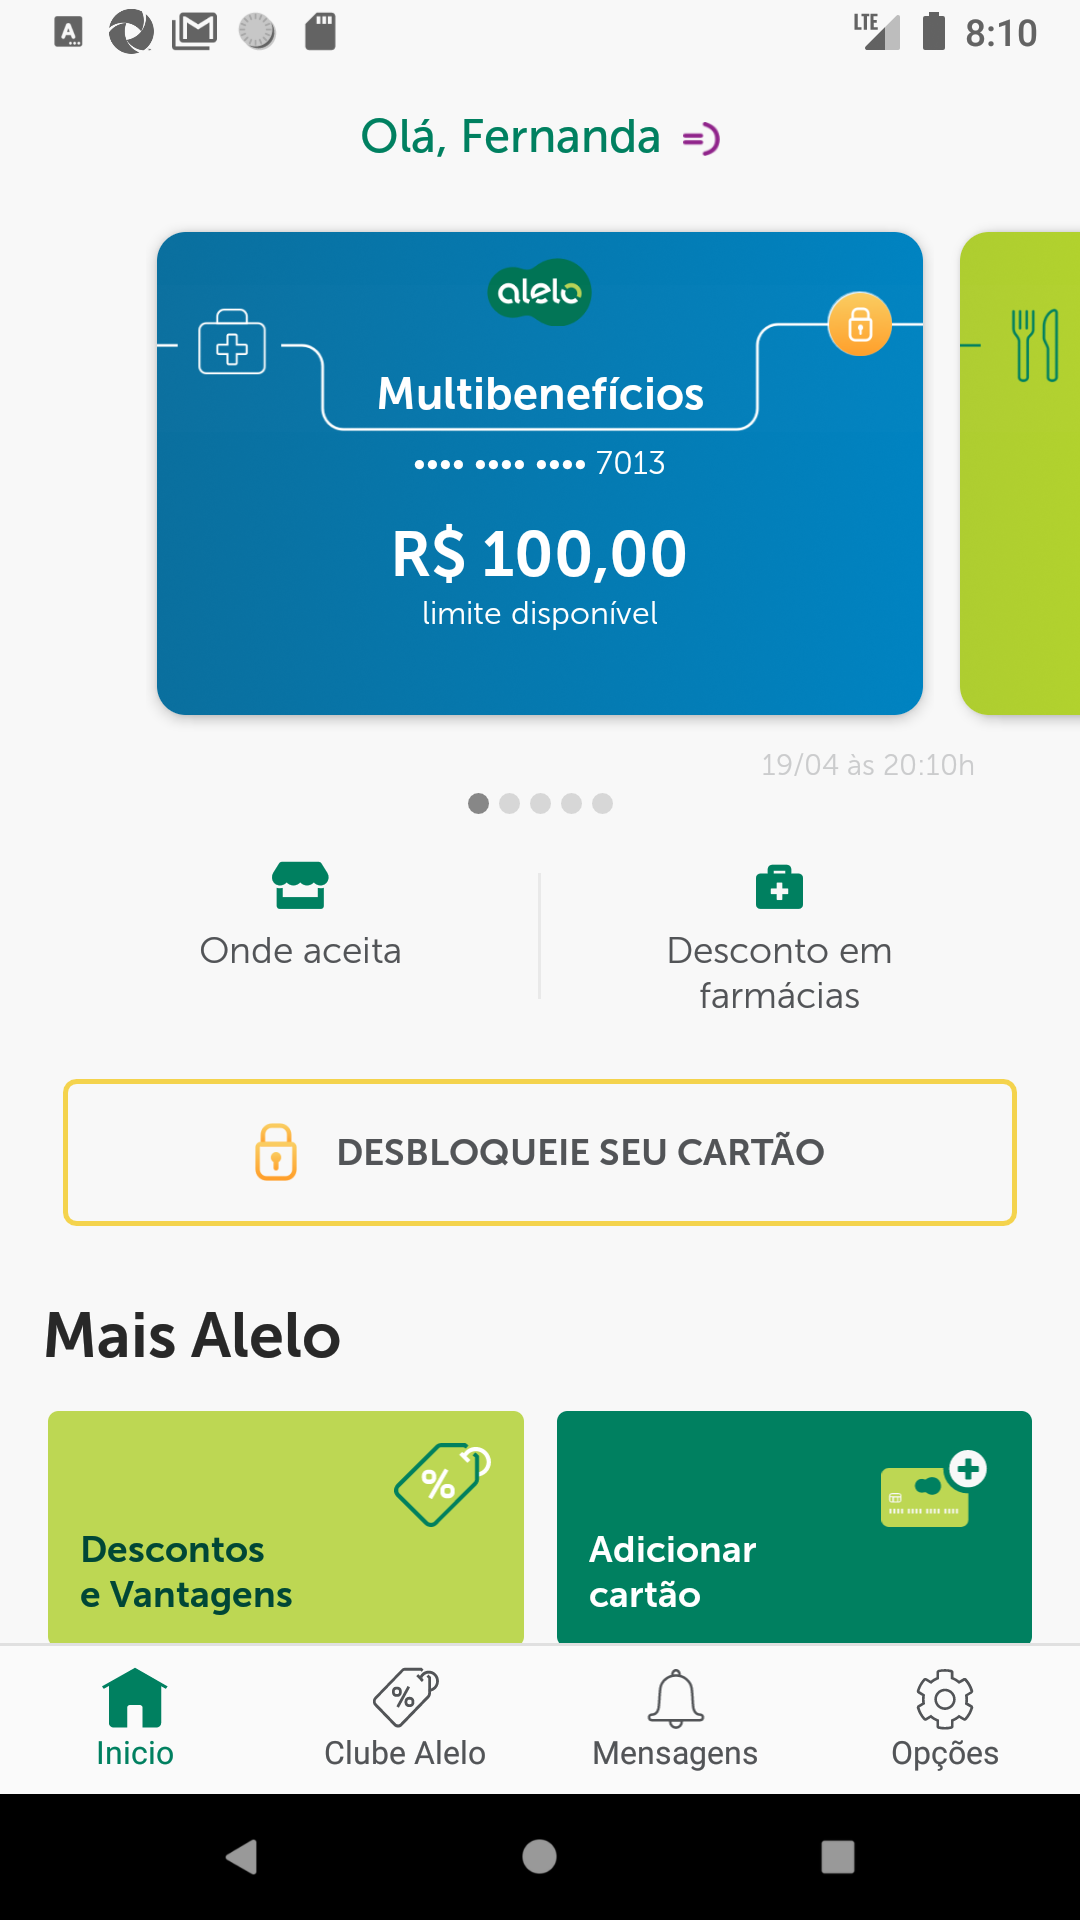 LTE 8:10
Olá, Fernanda =)
alelo
Multibenefícios
•••• •••• •••• 7013
R$ 100,00
limite disponível
19/04 às 20:10h
Onde aceita
Desconto em
farmácias
DESBLOQUEIE SEU CARTÃO
Mais Alelo
Descontos
e Vantagens
Adicionar
cartão
Inicio
Clube Alelo
Mensagens
Opções